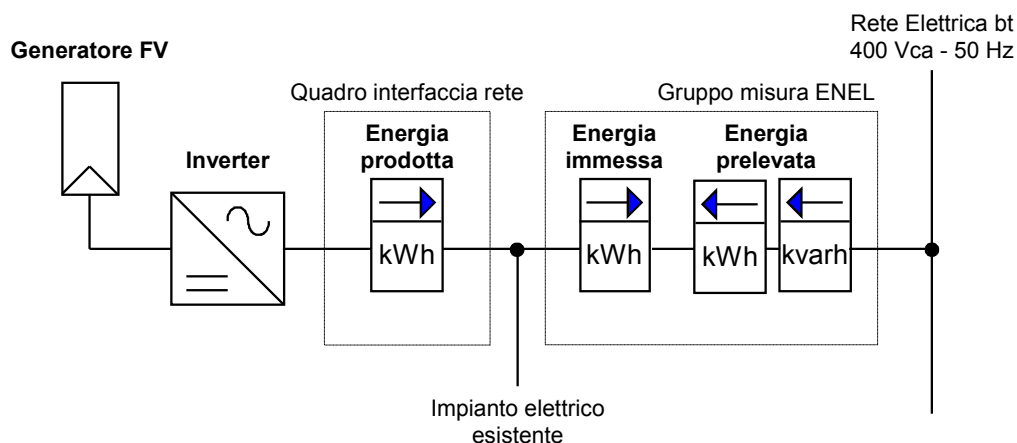 Rete Elettrica bt
400 Vca - 50 Hz
Generatore FV
Quadro interfaccia rete
Gruppo misura ENEL
Energia
prodotta
Energia
immessa
Energia
prelevata
Inverter
kWh
kWh
kWh
kvarh
Impianto elettrico
esistente